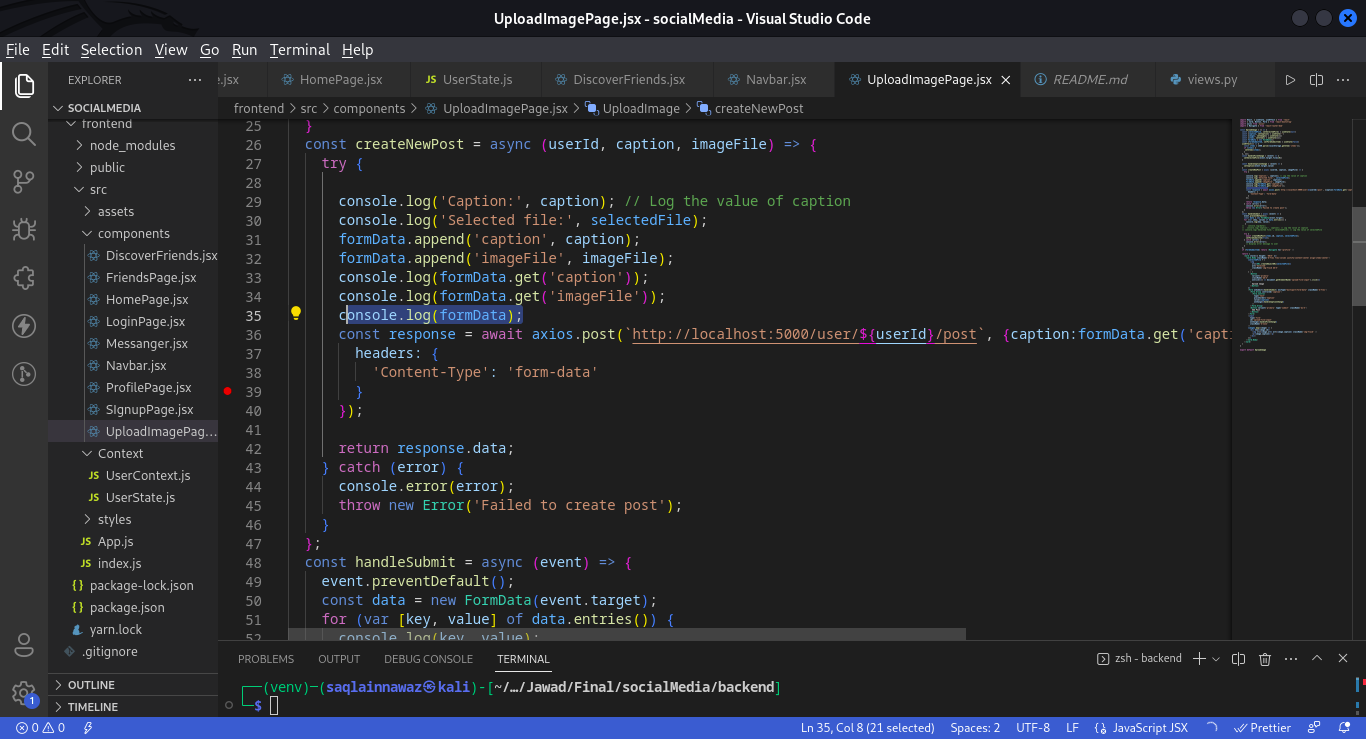 UploadImagePage.jsx - socialMedia - Visual Studio Code
File Edit Selection View Go Run Terminal Help
EXPLORER ···
e.jsx HomePage.jsx JS UserState.js DiscoverFriends.jsx Navbar.jsx UploadImagePage.jsx README.md views.py
frontend > src > components > UploadImagePage.jsx > UploadImage > createNewPost
SOCIALMEDIA
frontend
node_modules
public
src
assets
components
DiscoverFriends.jsx
FriendsPage.jsx
HomePage.jsx
LoginPage.jsx
Messanger.jsx
Navbar.jsx
ProfilePage.jsx
SIgnupPage.jsx
UploadImagePag...
Context
JS UserContext.js
JS UserState.js
styles
JS App.js
JS index.js
{} package-lock.json
{} package.json
yarn.lock
.gitignore
OUTLINE
TIMELINE
1
25 }
26 const createNewPost = async (userId, caption, imageFile) => {
27 try {
28
29 console.log('Caption:', caption); // Log the value of caption
30 console.log('Selected file:', selectedFile);
31 formData.append('caption', caption);
32 formData.append('imageFile', imageFile);
33 console.log(formData.get('caption'));
34 console.log(formData.get('imageFile'));
35 console.log(formData);
36 const response = await axios.post(`http://localhost:5000/user/${userId}/post`, {caption:formData.get('capti
37 headers: {
38 'Content-Type': 'form-data'
39 }
40 });
41
42 return response.data;
43 } catch (error) {
44 console.error(error);
45 throw new Error('Failed to create post');
46 }
47 };
48 const handleSubmit = async (event) => {
49 event.preventDefault();
50 const data = new FormData(event.target);
51 for (var [key, value] of data.entries()) {
52 console.log(key, value);
PROBLEMS OUTPUT DEBUG CONSOLE TERMINAL zsh - backend
(venv)-(saqlainnawaz㉿kali)-[~/…/Jawad/Final/socialMedia/backend]
$
0 0 Ln 35, Col 8 (21 selected) Spaces: 2 UTF-8 LF {} JavaScript JSX Prettier